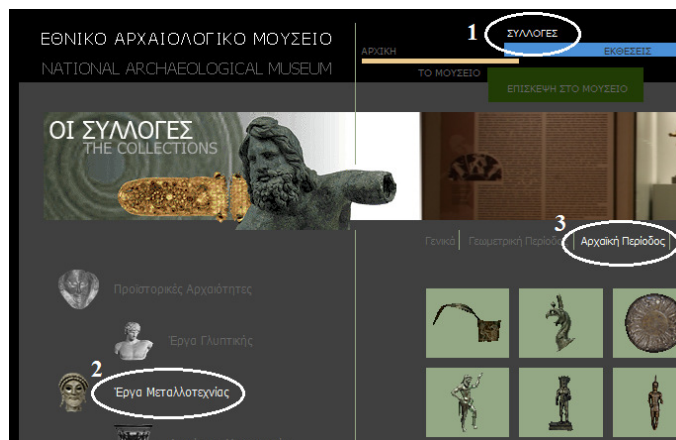 ΕΘΝΙΚΟ ΑΡΧΑΙΟΛΟΓΙΚΟ ΜΟΥΣΕΙΟ
NATIONAL ARCHAEOLOGICAL MUSEUM
1 ΣΥΛΛΟΓΕΣ
ΑΡΧΙΚΗ ΕΚΘΕΣΕΙΣ
ΤΟ ΜΟΥΣΕΙΟ
ΕΠΙΣΚΕΨΗ ΣΤΟ ΜΟΥΣΕΙΟ
ΟΙ ΣΥΛΛΟΓΕΣ
THE COLLECTIONS
3
Γενικά Γεωμετρική Περίοδος Αρχαϊκή Περίοδος
Προϊστορικές Αρχαιότητες
Έργα Γλυπτικής
2
Έργα Μεταλλοτεχνίας